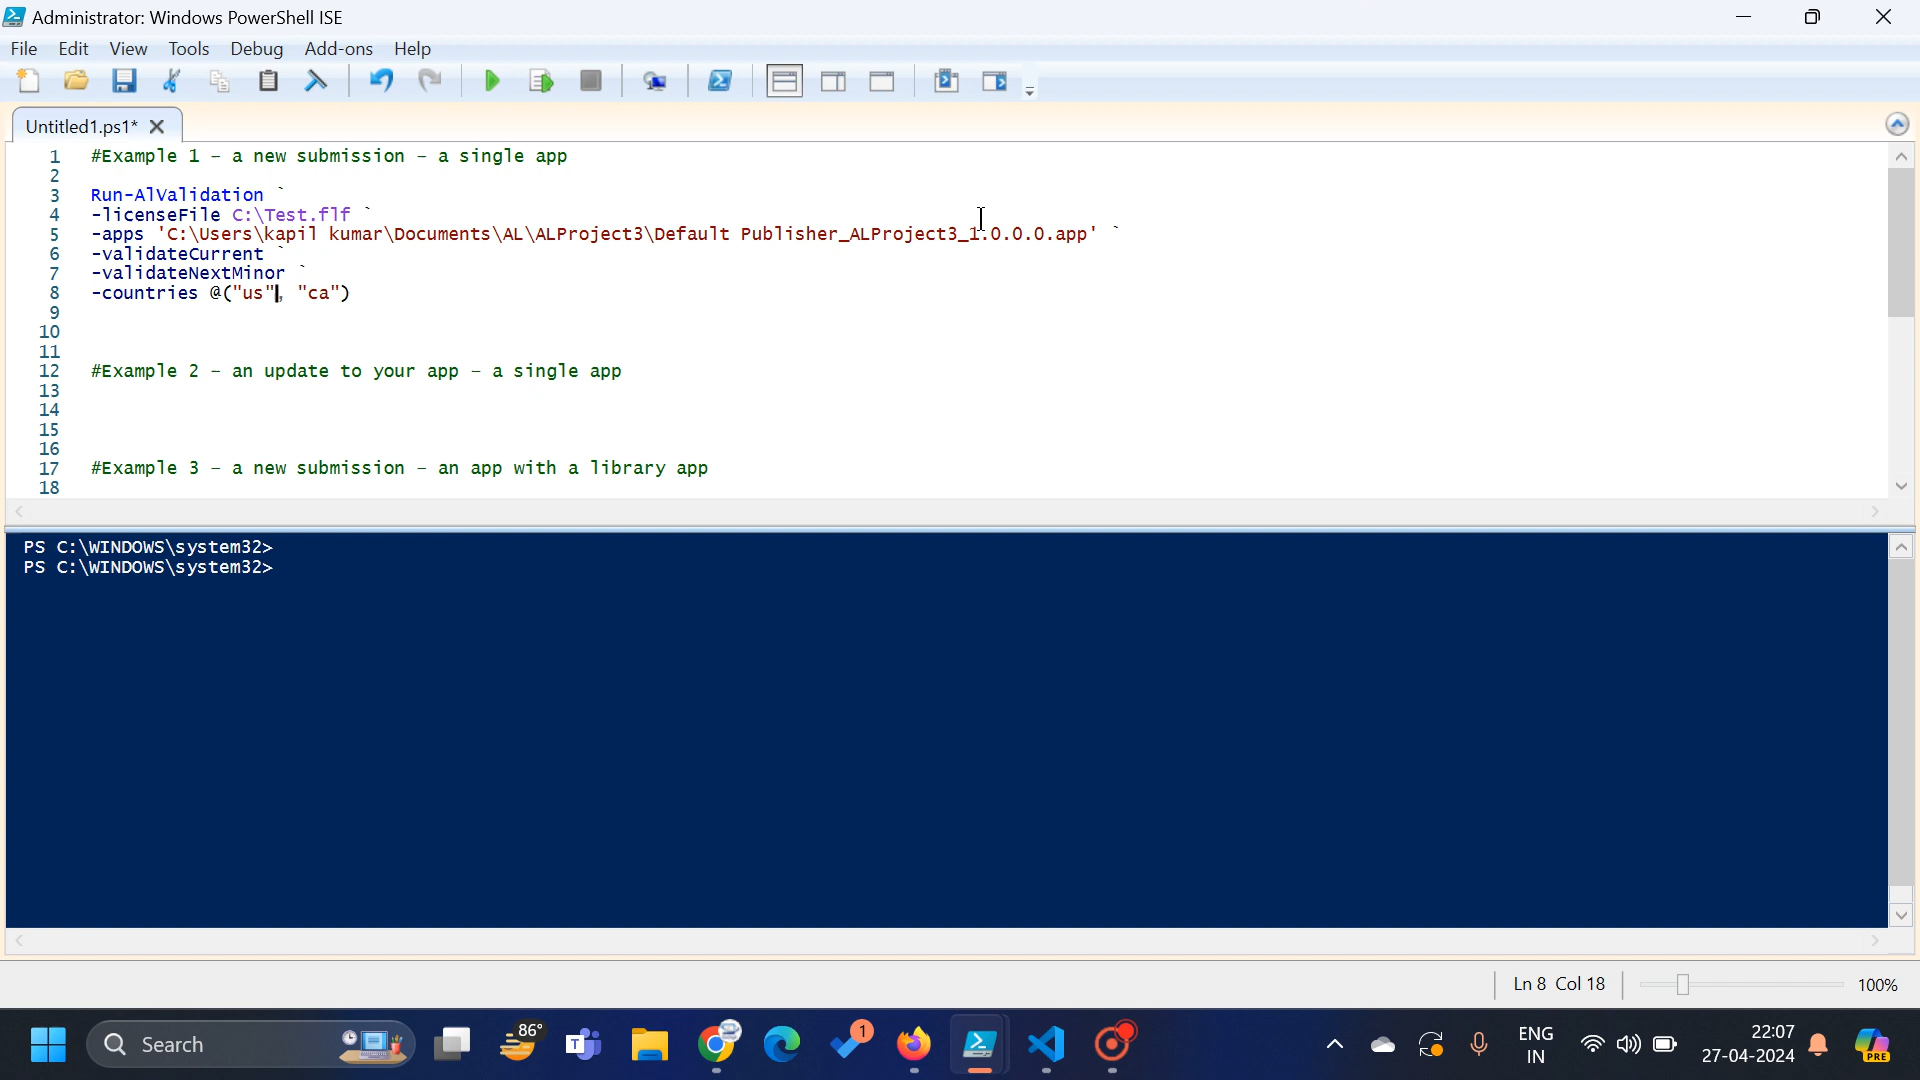 Administrator: Windows PowerShell ISE
File Edit View Tools Debug Add-ons Help
Untitled1.ps1*
1 #Example 1 - a new submission - a single app
2
3 Run-AlValidation `
4 -licenseFile C:\Test.flf `
5 -apps 'C:\Users\kapil kumar\Documents\AL\ALProject3\Default Publisher_ALProject3_1.0.0.0.app' `
6 -validateCurrent `
7 -validateNextMinor `
8 -countries @("us", "ca")
9
10
11
12 #Example 2 - an update to your app - a single app
13
14
15
16
17 #Example 3 - a new submission - an app with a library app
18
PS C:\WINDOWS\system32>
PS C:\WINDOWS\system32>
Ln 8 Col 18 100%
Search 86° 1 ENG 22:07
IN 27-04-2024 PRE